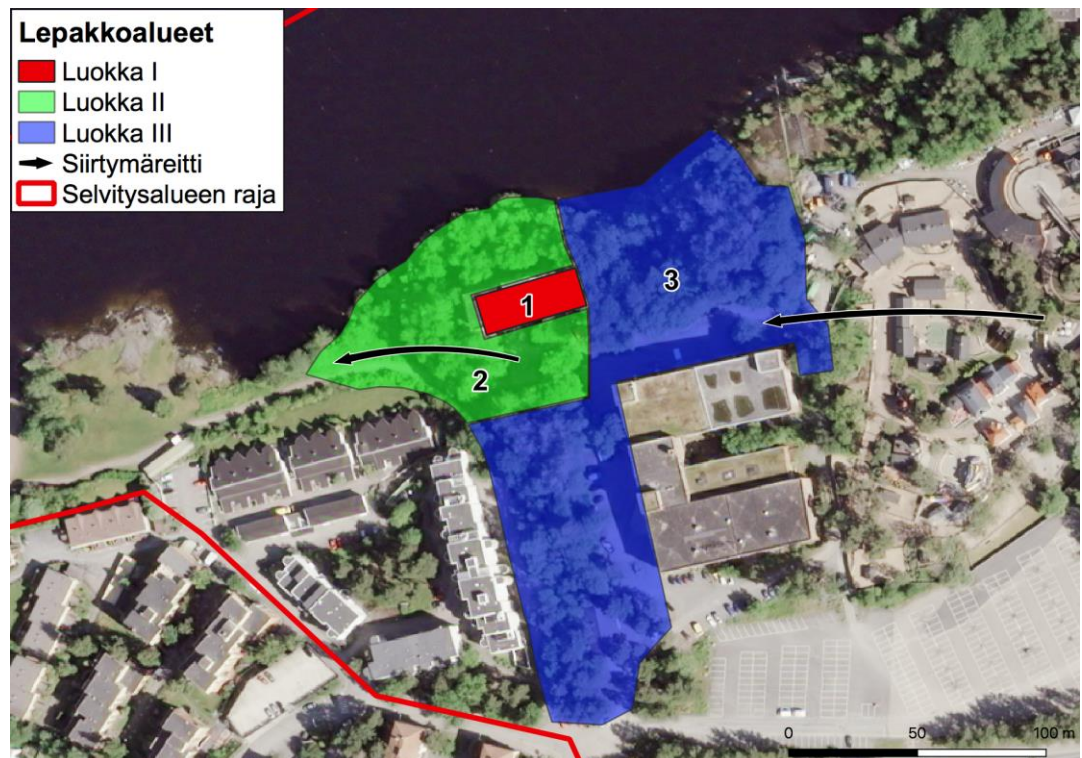 Lepakkoalueet
Luokka I
Luokka II
Luokka III
Siirtymäreitti
Selvitysalueen raja
3
1
2
0 50 100 m